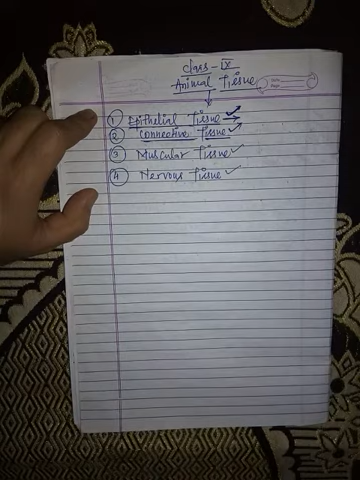 Class - IX
Animal Tissue
① Epithelial Tissue
② Connective Tissue
③ Muscular Tissue
④ Nervous Tissue